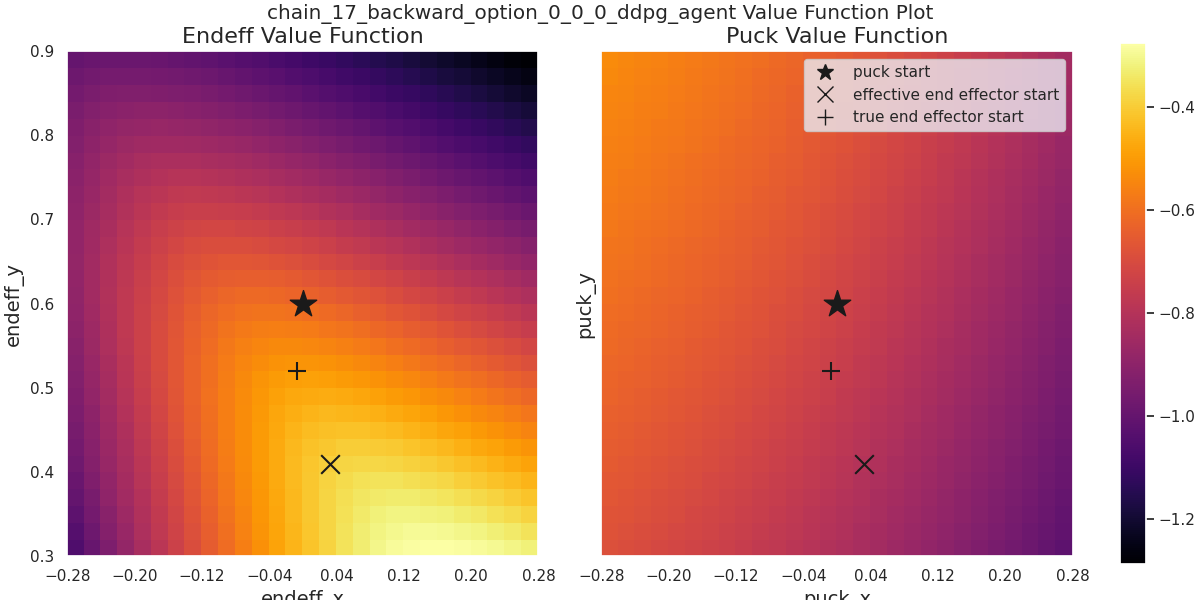 chain_17_backward_option_0_0_0_ddpg_agent Value Function Plot
Endeff Value Function
Puck Value Function
puck start
effective end effector start
true end effector start
endeff_y
0.9
0.8
0.7
0.6
0.5
0.4
0.3
−0.28 −0.20 −0.12 −0.04 0.04 0.12 0.20 0.28
endeff_x
puck_y
−0.28 −0.20 −0.12 −0.04 0.04 0.12 0.20 0.28
puck_x
−0.4
−0.6
−0.8
−1.0
−1.2